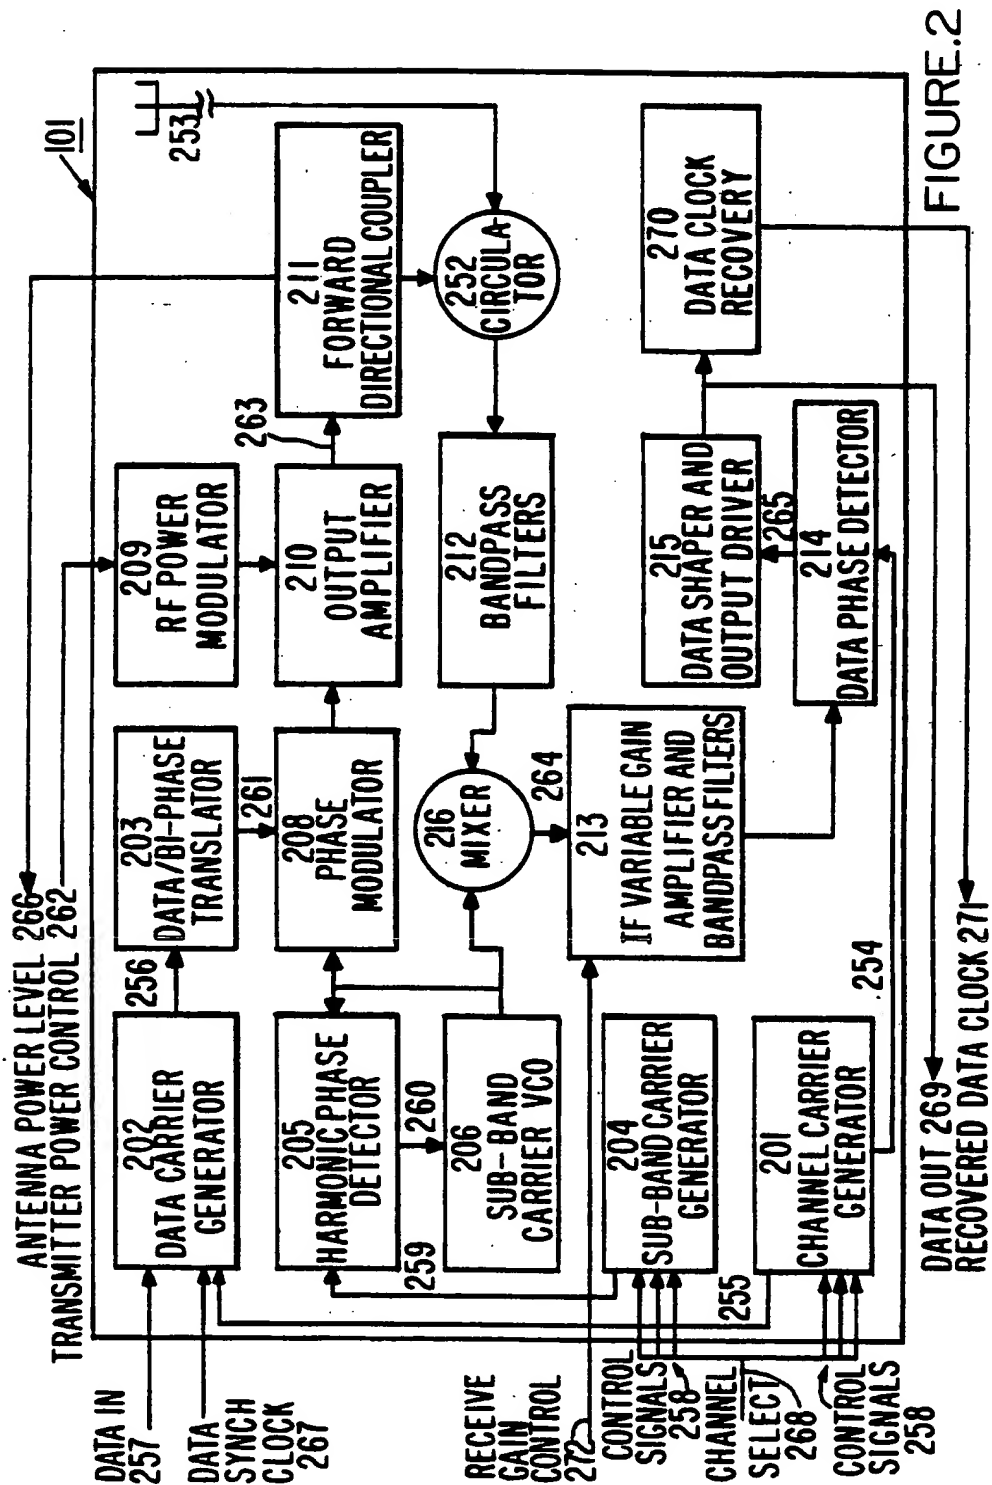 ANTENNA POWER LEVEL 266
TRANSMITTER POWER CONTROL 262
101
DATA IN
257
DATA
SYNCH
CLOCK
267
202
DATA CARRIER
GENERATOR
256
203
DATA/BI-PHASE
TRANSLATOR
261
209
RF POWER
MODULATOR
253
205
HARMONIC PHASE
DETECTOR
259
260
208
PHASE
MODULATOR
210
OUTPUT
AMPLIFIER
263
211
FORWARD
DIRECTIONAL COUPLER
206
SUB-BAND
CARRIER VCO
216
MIXER
264
212
BANDPASS
FILTERS
252
CIRCULA-
TOR
RECEIVE
GAIN
CONTROL
272
213
IF VARIABLE GAIN
AMPLIFIER AND
BANDPASS FILTERS
CONTROL
SIGNALS
258
204
SUB-BAND CARRIER
GENERATOR
215
DATA SHAPER AND
OUTPUT DRIVER
265
270
DATA CLOCK
RECOVERY
CHANNEL
SELECT
268
255
201
CHANNEL CARRIER
GENERATOR
254
214
DATA PHASE DETECTOR
CONTROL
SIGNALS
258
DATA OUT 269
RECOVERED DATA CLOCK 271
FIGURE.2